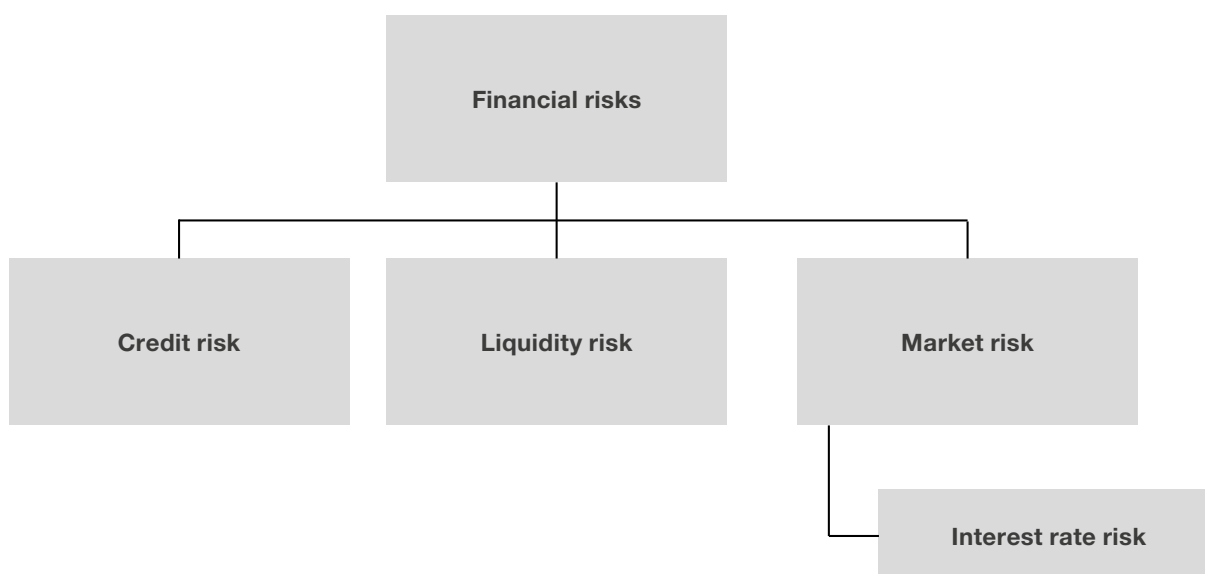 Financial risks
Credit risk
Liquidity risk
Market risk
Interest rate risk